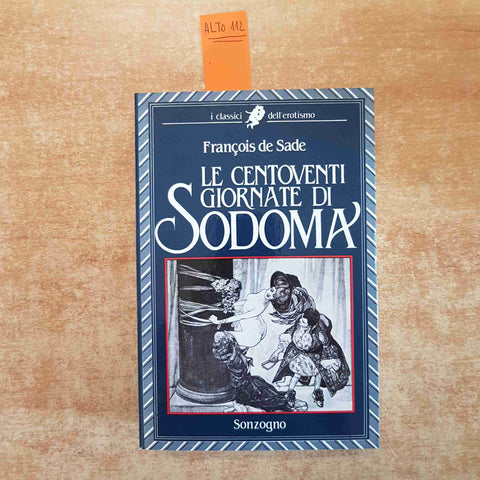 ALTO 112
i classici dell'erotismo
François de Sade
LE CENTOVENTI
GIORNATE DI
SODOMA
Sonzogno